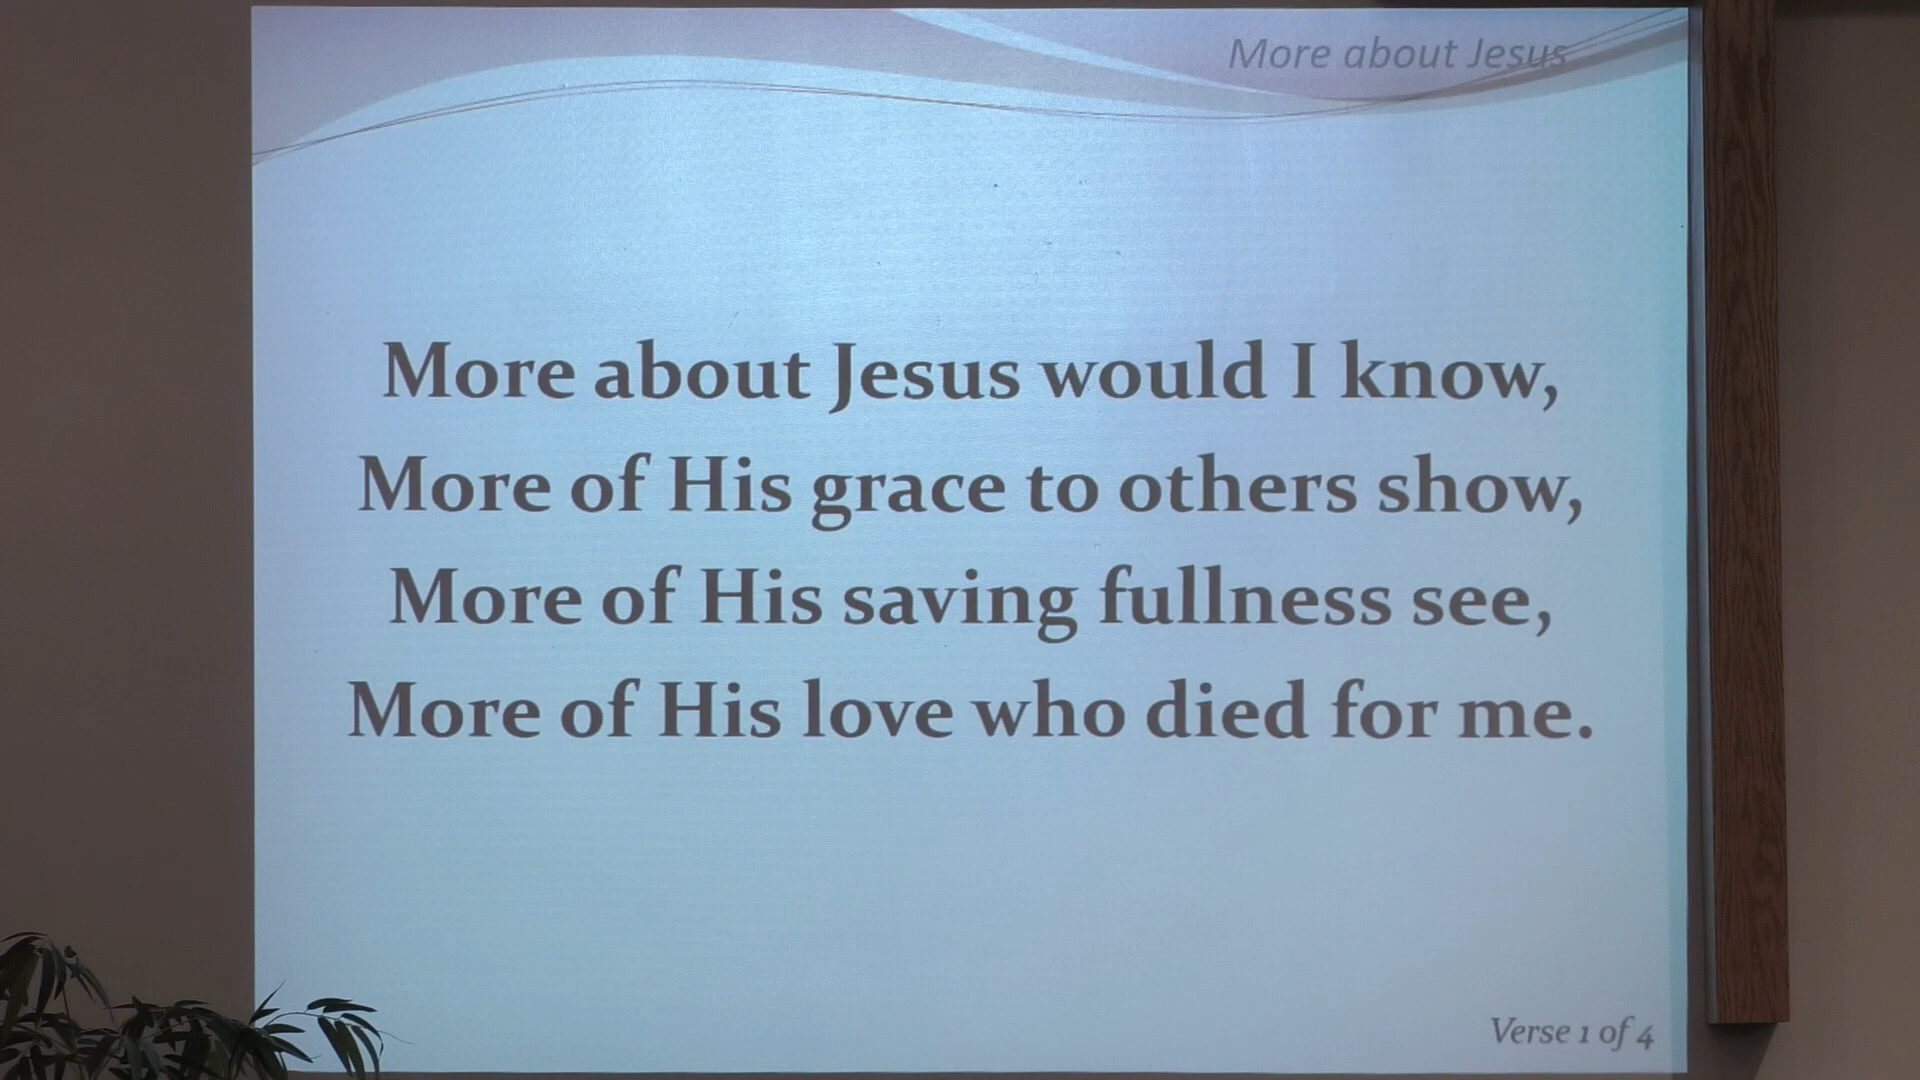 More about Jesus
More about Jesus would I know,
More of His grace to others show,
More of His saving fullness see,
More of His love who died for me.
Verse 1 of 4